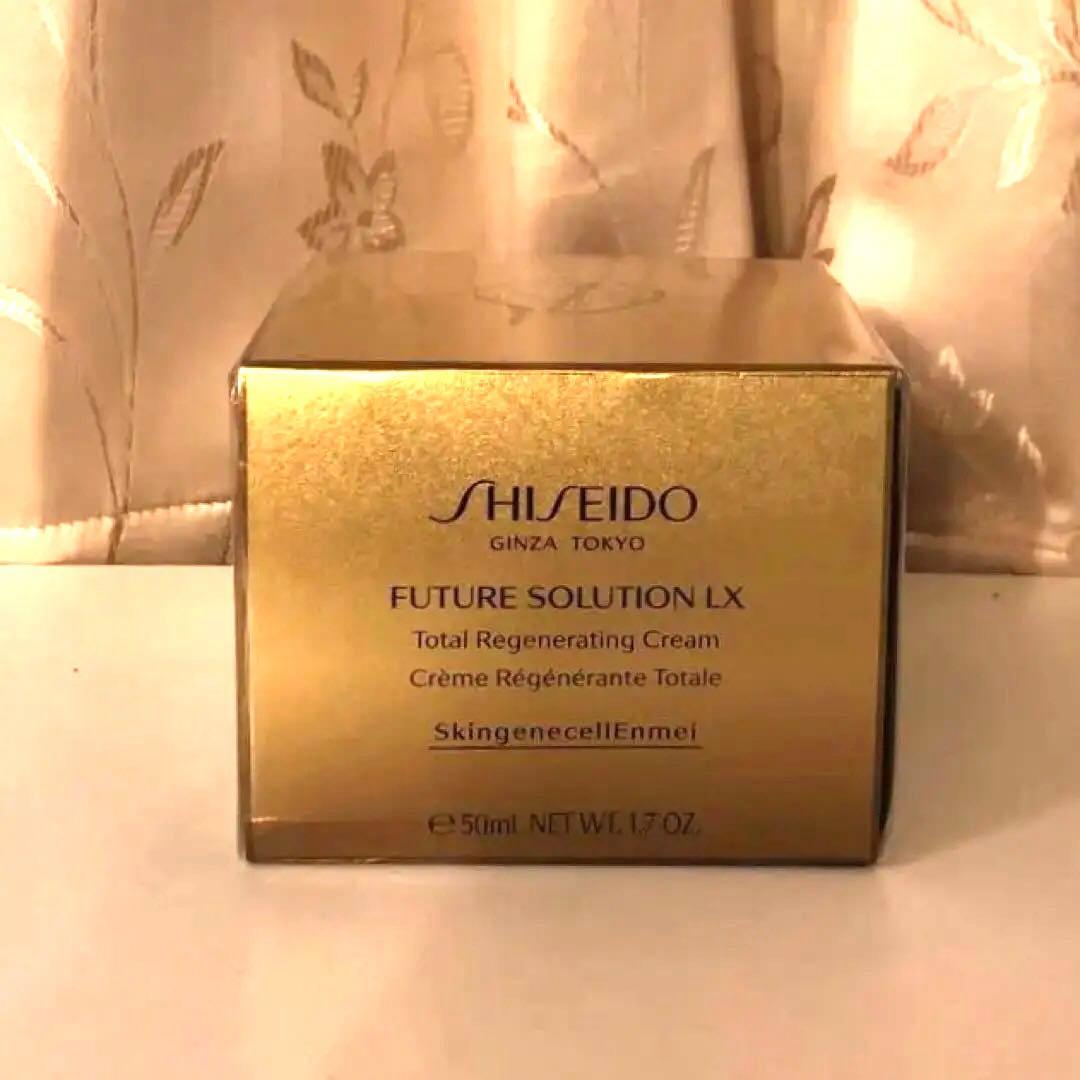 SHISEIDO
GINZA TOKYO
FUTURE SOLUTION LX
Total Regenerating Cream
Crème Régénérante Totale
SkingenecellEnmei
℮50ml NET WT. 1.7 OZ.